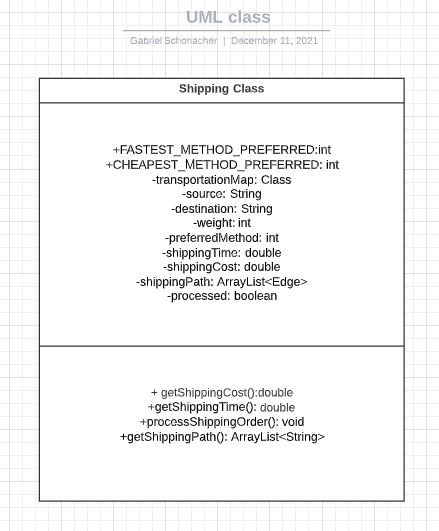 UML class
Gabriel Schonacher | December 11, 2021
Shipping Class
+FASTEST_METHOD_PREFERRED:int
+CHEAPEST_METHOD_PREFERRED: int
-transportationMap: Class
-source: String
-destination: String
-weight: int
-preferredMethod: int
-shippingTime: double
-shippingCost: double
-shippingPath: ArrayList<Edge>
-processed: boolean
+ getShippingCost():double
+getShippingTime(): double
+processShippingOrder(): void
+getShippingPath(): ArrayList<String>